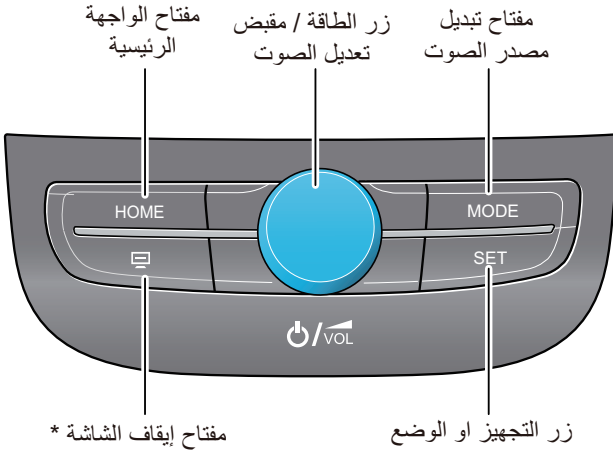 مفتاح تبديل
مصدر الصوت
زر الطاقة / مقبض
تعديل الصوت
مفتاح الواجهة
الرئيسية
HOME
MODE
SET
VOL
زر التجهيز او الوضع
مفتاح إيقاف الشاشة *